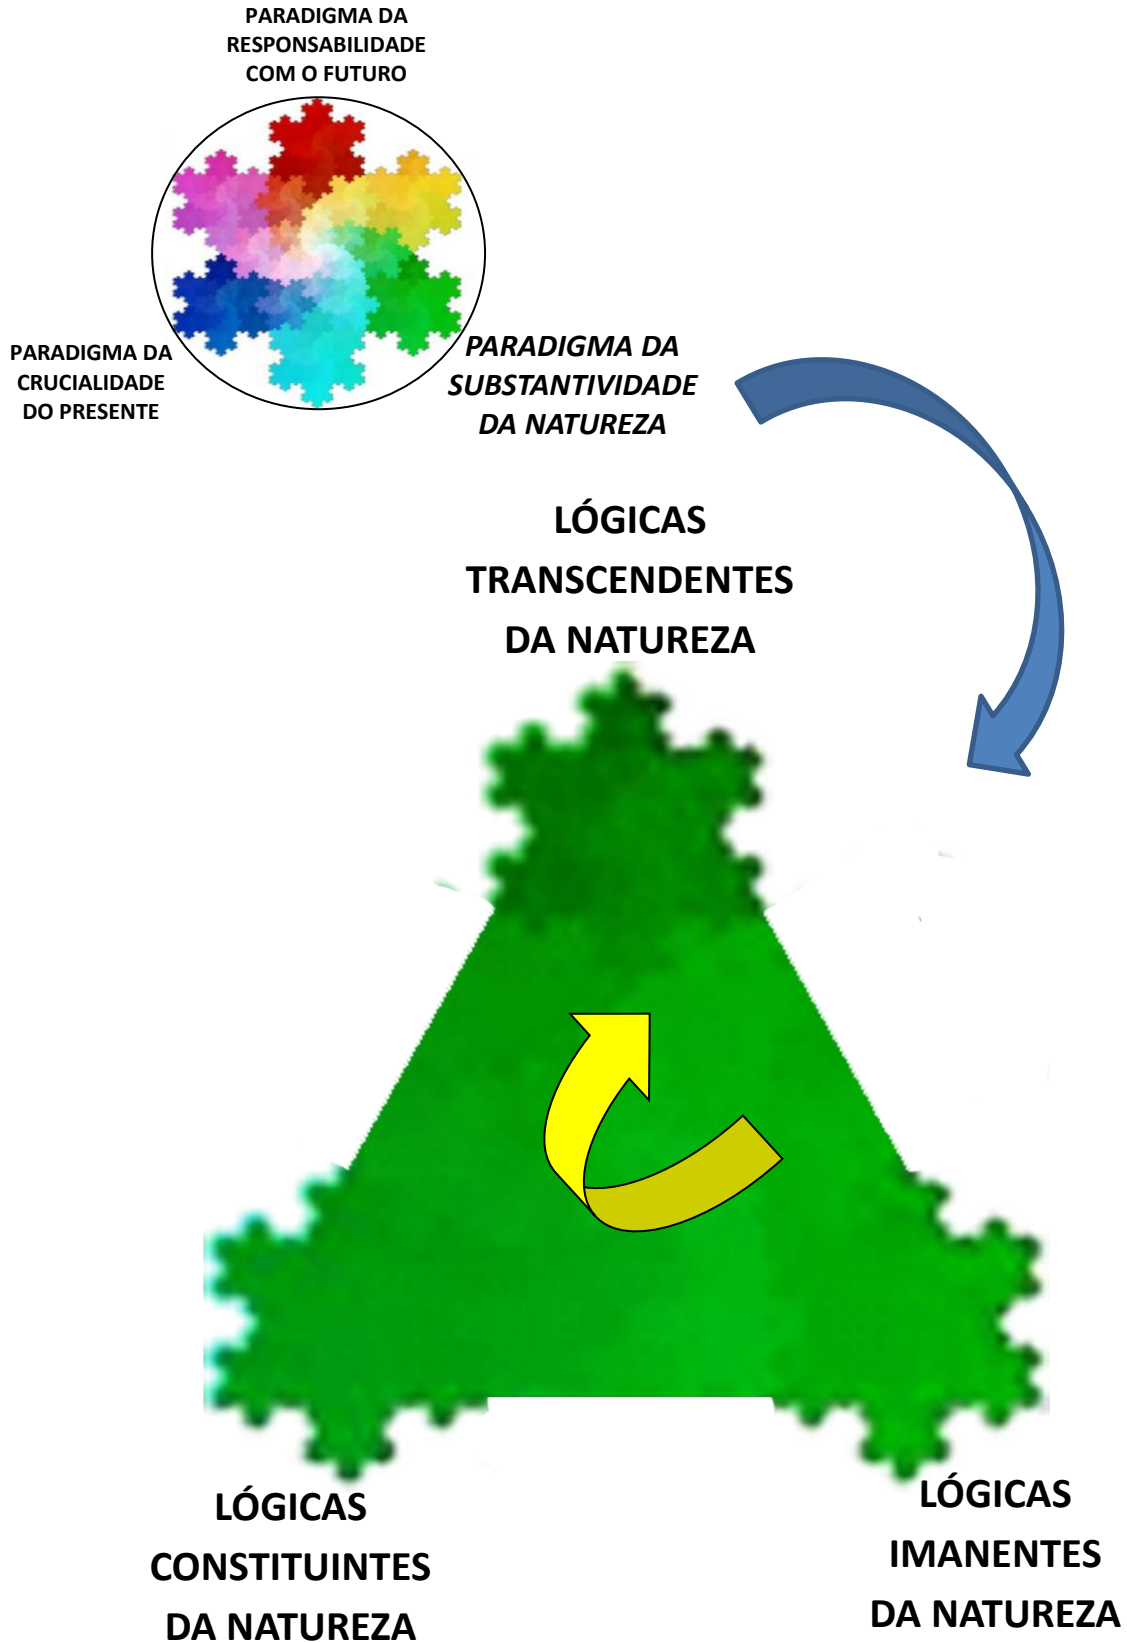 PARADIGMA DA
RESPONSABILIDADE
COM O FUTURO
PARADIGMA DA
CRUCIALIDADE
DO PRESENTE
PARADIGMA DA
SUBSTANTIVIDADE
DA NATUREZA
LÓGICAS
TRANSCENDENTES
DA NATUREZA
LÓGICAS
CONSTITUINTES
DA NATUREZA
LÓGICAS
IMANENTES
DA NATUREZA